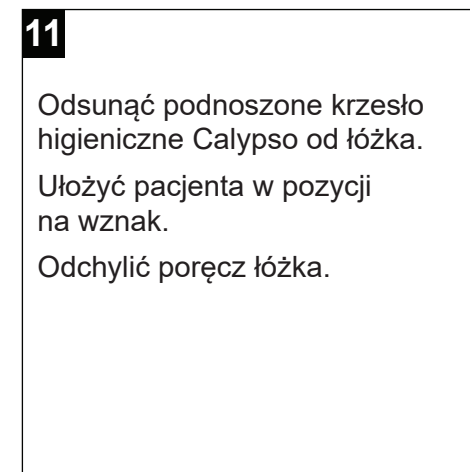 11
Odsunąć podnoszone krzesło
higieniczne Calypso od łóżka.
Ułożyć pacjenta w pozycji
na wznak.
Odchylić poręcz łóżka.